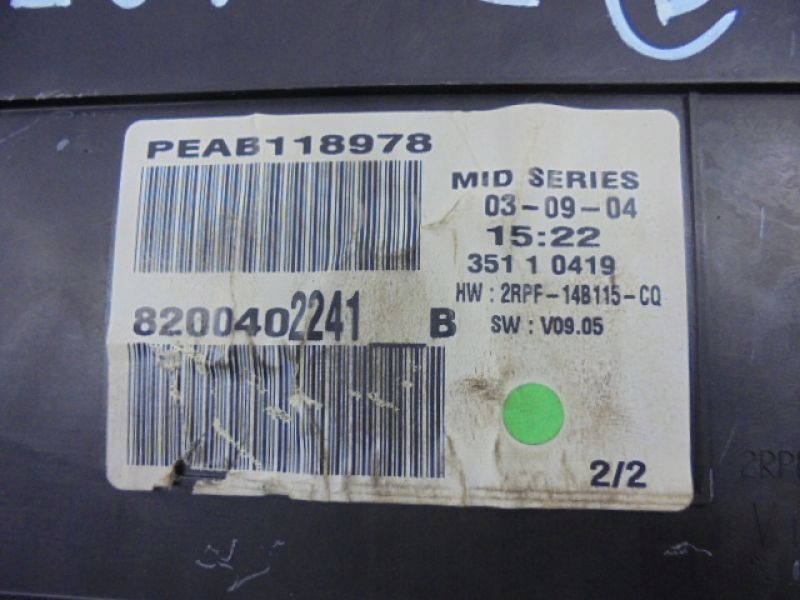 PEAB118978
MID SERIES
03-09-04
15:22
351 1 0419
HW : 2RPF-14B115-CQ
SW : V09.05
8200402241 B
2/2